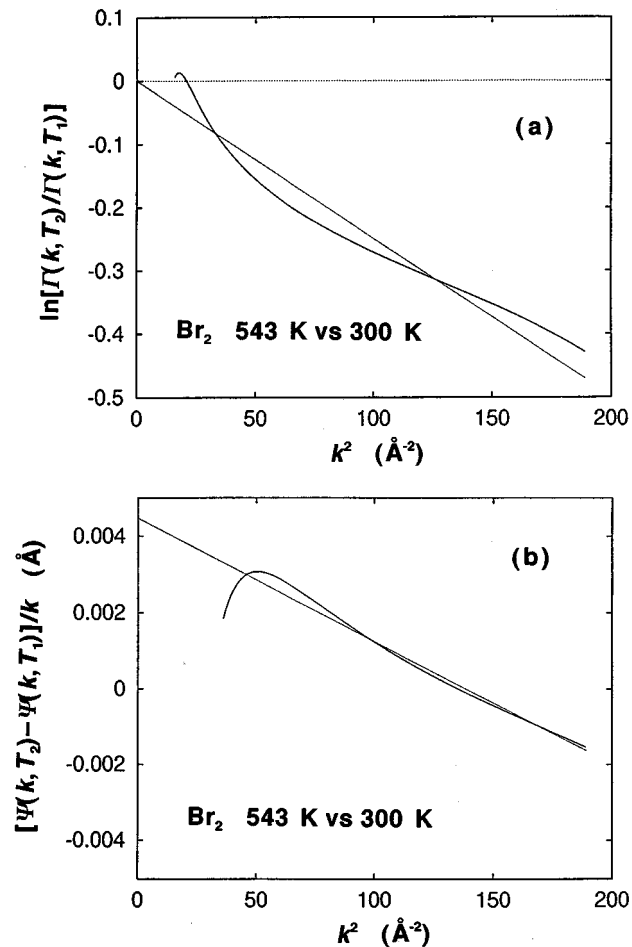 0.1
0
-0.1
-0.2
-0.3
-0.4
-0.5
ln[Γ(k,T₂)/Γ(k,T₁)]
(a)
Br₂ 543 K vs 300 K
0 50 100 150 200
k² (Å⁻²)
0.004
0.002
0
-0.002
-0.004
[Ψ(k,T₂)−Ψ(k,T₁)]/k (Å)
(b)
Br₂ 543 K vs 300 K
0 50 100 150 200
k² (Å⁻²)